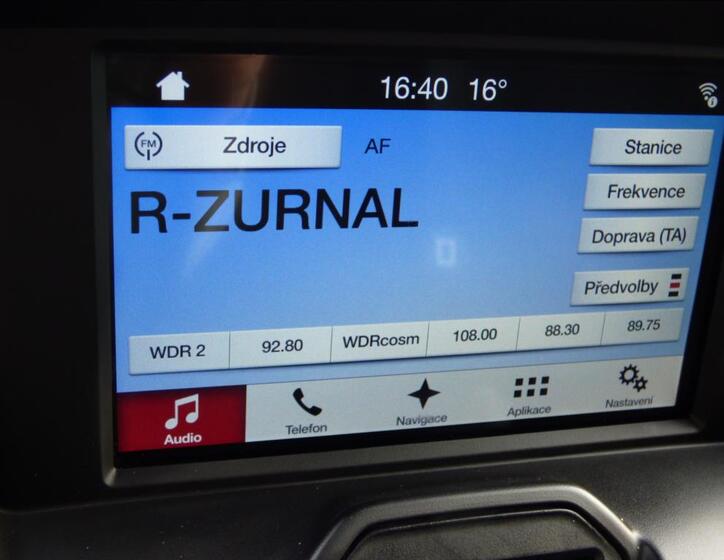 16:40 16°
FM Zdroje AF Stanice
R-ZURNAL
Frekvence
Doprava (TA)
Předvolby
WDR 2 92.80 WDRcosm 108.00 88.30 89.75
Audio Telefon Navigace Aplikace Nastavení